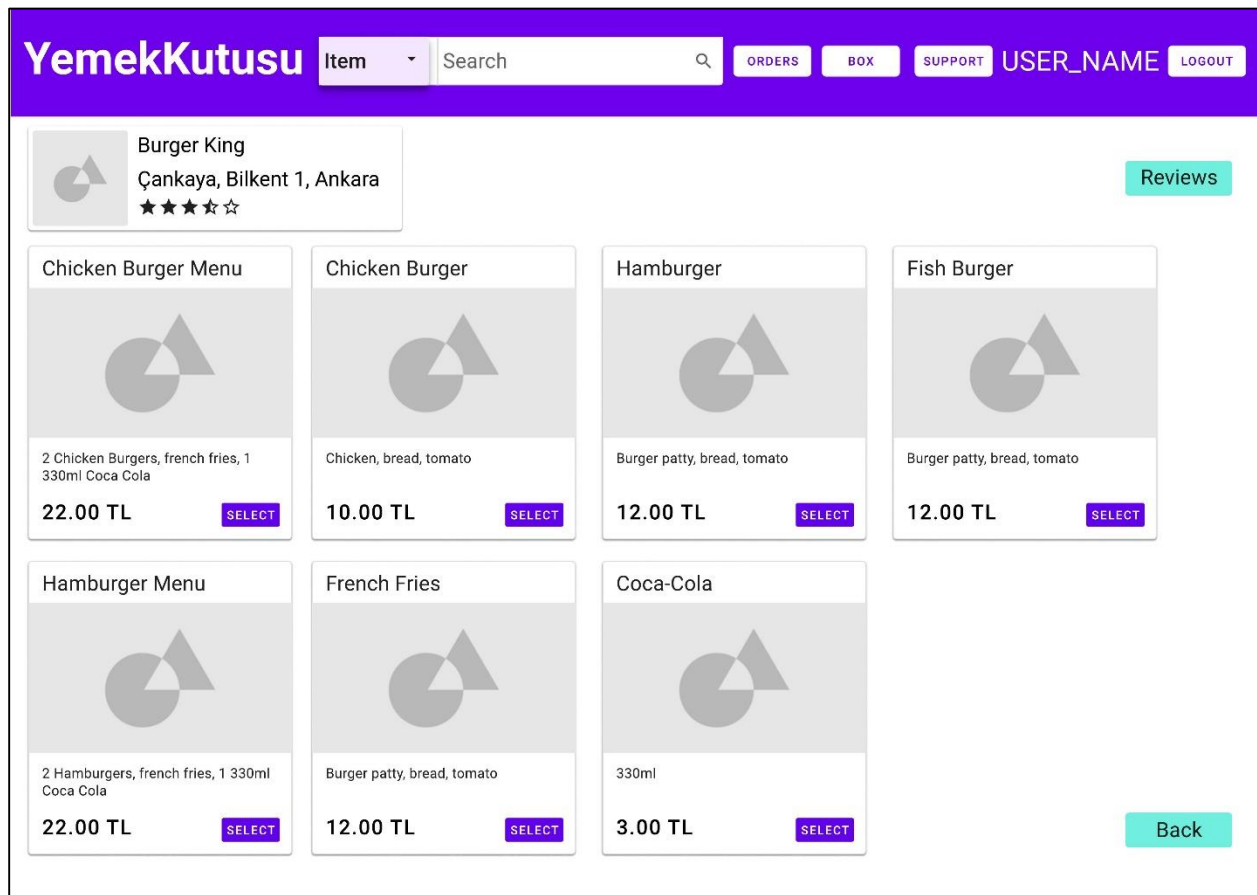 YemekKutusu
Item
Search
ORDERS
BOX
SUPPORT
USER_NAME
LOGOUT
Burger King
Çankaya, Bilkent 1, Ankara
Reviews
Chicken Burger Menu
2 Chicken Burgers, french fries, 1
330ml Coca Cola
22.00 TL
SELECT
Chicken Burger
Chicken, bread, tomato
10.00 TL
SELECT
Hamburger
Burger patty, bread, tomato
12.00 TL
SELECT
Fish Burger
Burger patty, bread, tomato
12.00 TL
SELECT
Hamburger Menu
2 Hamburgers, french fries, 1 330ml
Coca Cola
22.00 TL
SELECT
French Fries
Burger patty, bread, tomato
12.00 TL
SELECT
Coca-Cola
330ml
3.00 TL
SELECT
Back